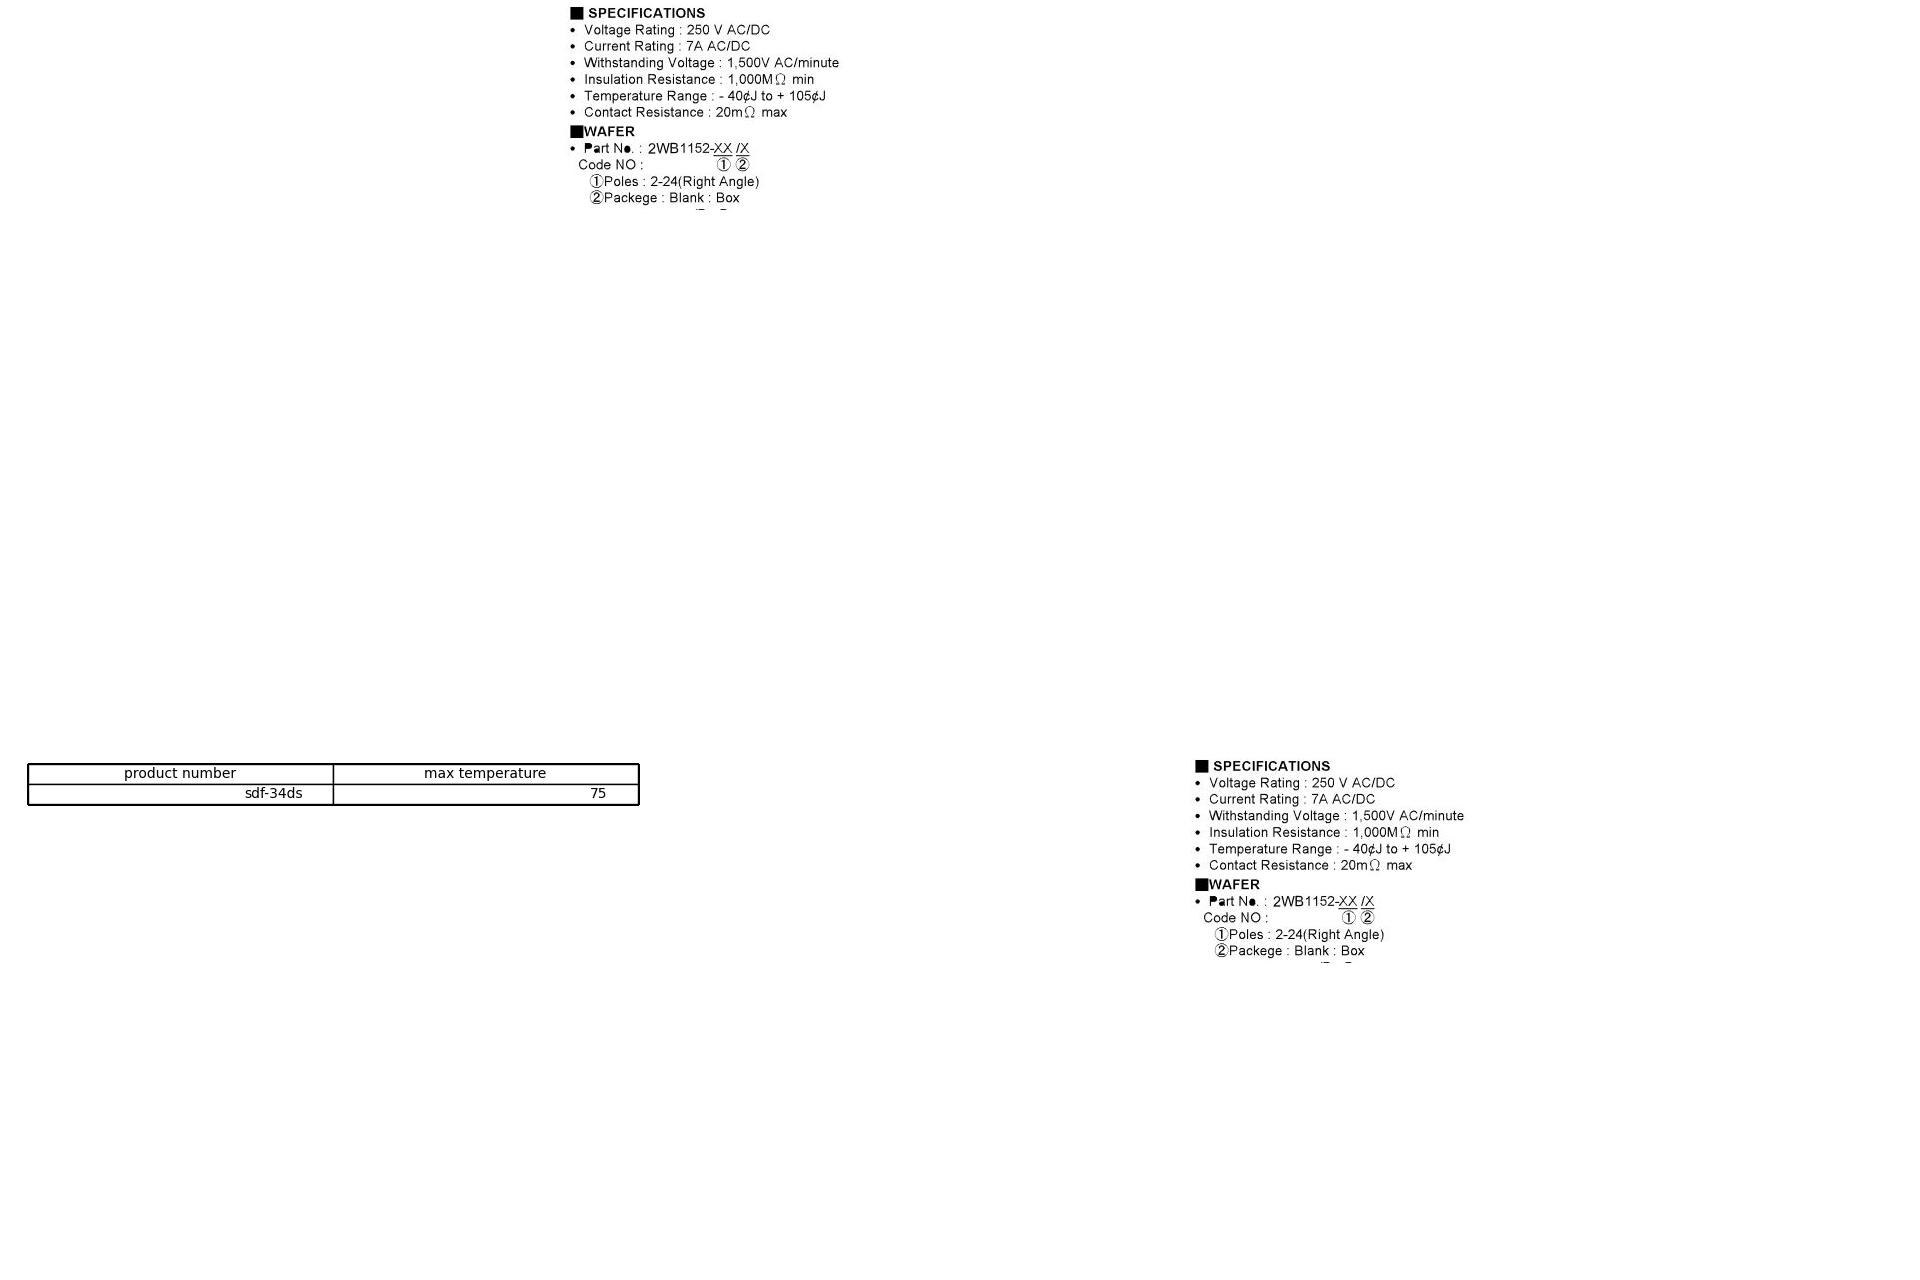 ■ SPECIFICATIONS
• Voltage Rating : 250 V AC/DC
• Current Rating : 7A AC/DC
• Withstanding Voltage : 1,500V AC/minute
• Insulation Resistance : 1,000MΩ min
• Temperature Range : - 40¢J to + 105¢J
• Contact Resistance : 20mΩ max
■WAFER
• Part No. : 2WB1152-XX /X
Code NO : ① ②
①Poles : 2-24(Right Angle)
②Packege : Blank : Box
product number max temperature
sdf-34ds 75
■ SPECIFICATIONS
• Voltage Rating : 250 V AC/DC
• Current Rating : 7A AC/DC
• Withstanding Voltage : 1,500V AC/minute
• Insulation Resistance : 1,000MΩ min
• Temperature Range : - 40¢J to + 105¢J
• Contact Resistance : 20mΩ max
■WAFER
• Part No. : 2WB1152-XX /X
Code NO : ① ②
①Poles : 2-24(Right Angle)
②Packege : Blank : Box